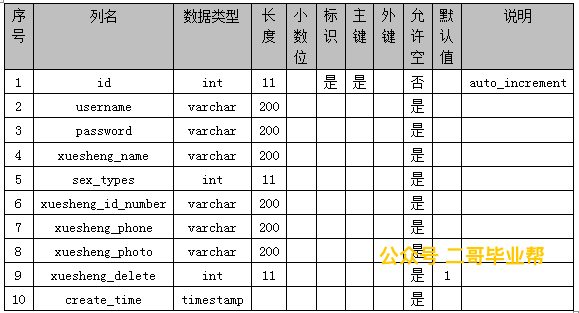 序号 列名 数据类型 长度 小数位 标识 主键 外键 允许空 默认值 说明
1 id int 11 是 是 否 auto_increment
2 username varchar 200 是
3 password varchar 200 是
4 xuesheng_name varchar 200 是
5 sex_types int 11 是
6 xuesheng_id_number varchar 200 是
7 xuesheng_phone varchar 200 是
8 xuesheng_photo varchar 200 是
公众号 二哥毕业帮
9 xuesheng_delete int 11 是 1
10 create_time timestamp 是